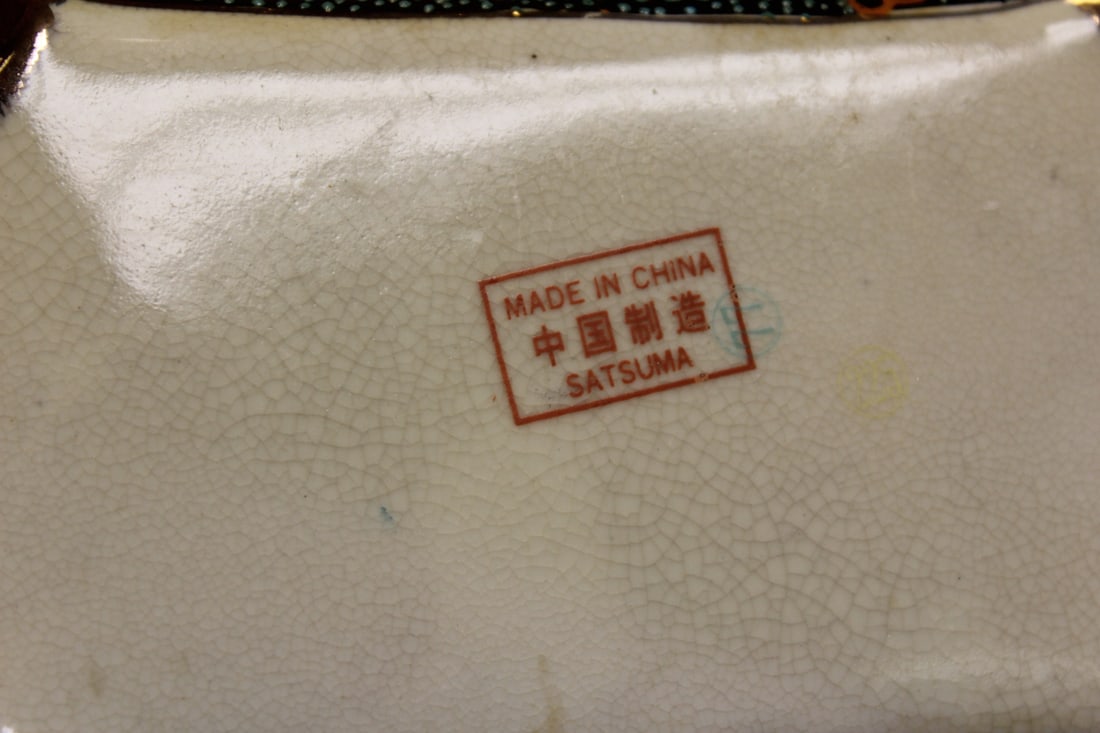 MADE IN CHINA
中国制造
SATSUMA